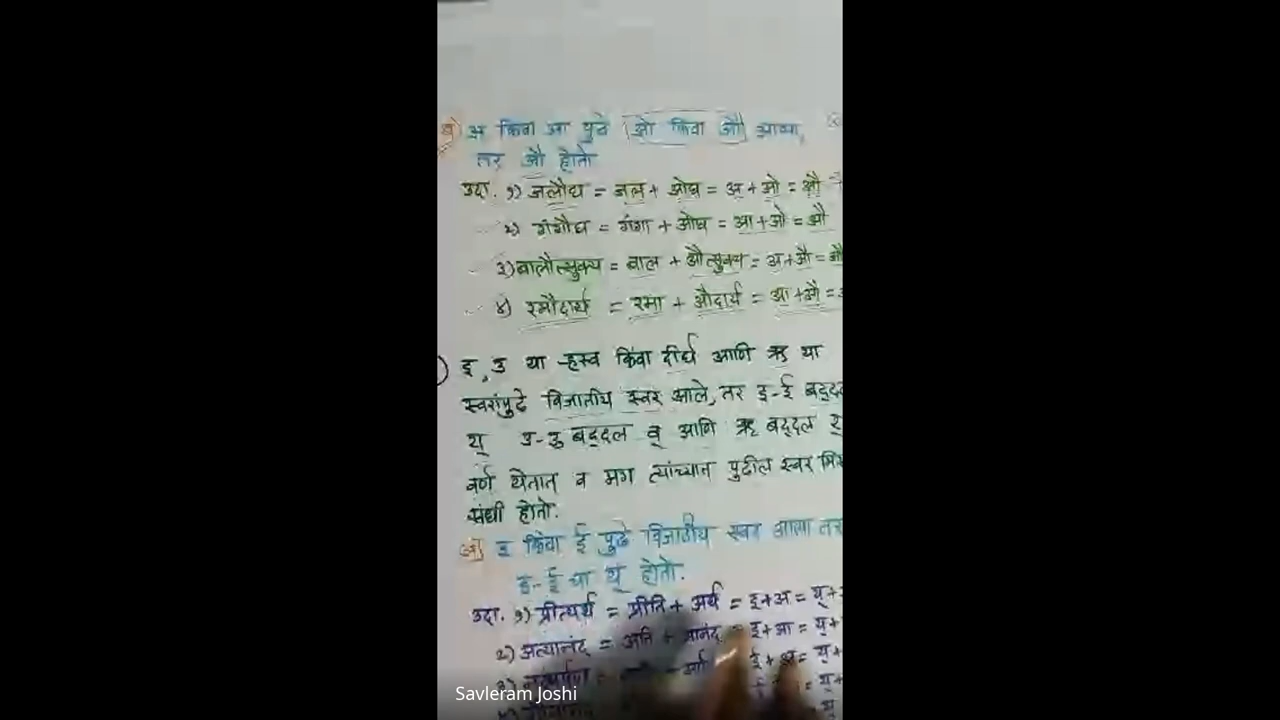 ब) अ किंवा आ पुढे (ओ किंवा औ) आल्यास,
तर औ होतो
उदा. १) जलौघ = जल + ओघ = अ + ओ = औ
२) गंगौघ = गंगा + ओघ = आ + ओ = औ
३) बालौत्सुक्य = बाल + औत्सुक्य = अ + औ = औ
४) रमौदार्य = रमा + औदार्य = आ + औ =
इ, उ या -हस्व किंवा दीर्घ आणि ऋ या
स्वरांपुढे विजातीय स्वर आले, तर इ-ई बद्दल
य् उ-ऊ बद्दल व् आणि ऋ बद्दल र्
वर्ण येतात व मग त्यांच्यात पुढील स्वर
संधी होतो.
अ) इ किंवा ई पुढे विजातीय स्वर आला तर
इ-ई चा य् होतो.
उदा. १) प्रीत्यर्थ = प्रीति + अर्थ = इ + अ = य् +
२) अत्यानंद = अति + आनंद = इ + आ = य् +
३) ई + अ = य् +
Savleram Joshi